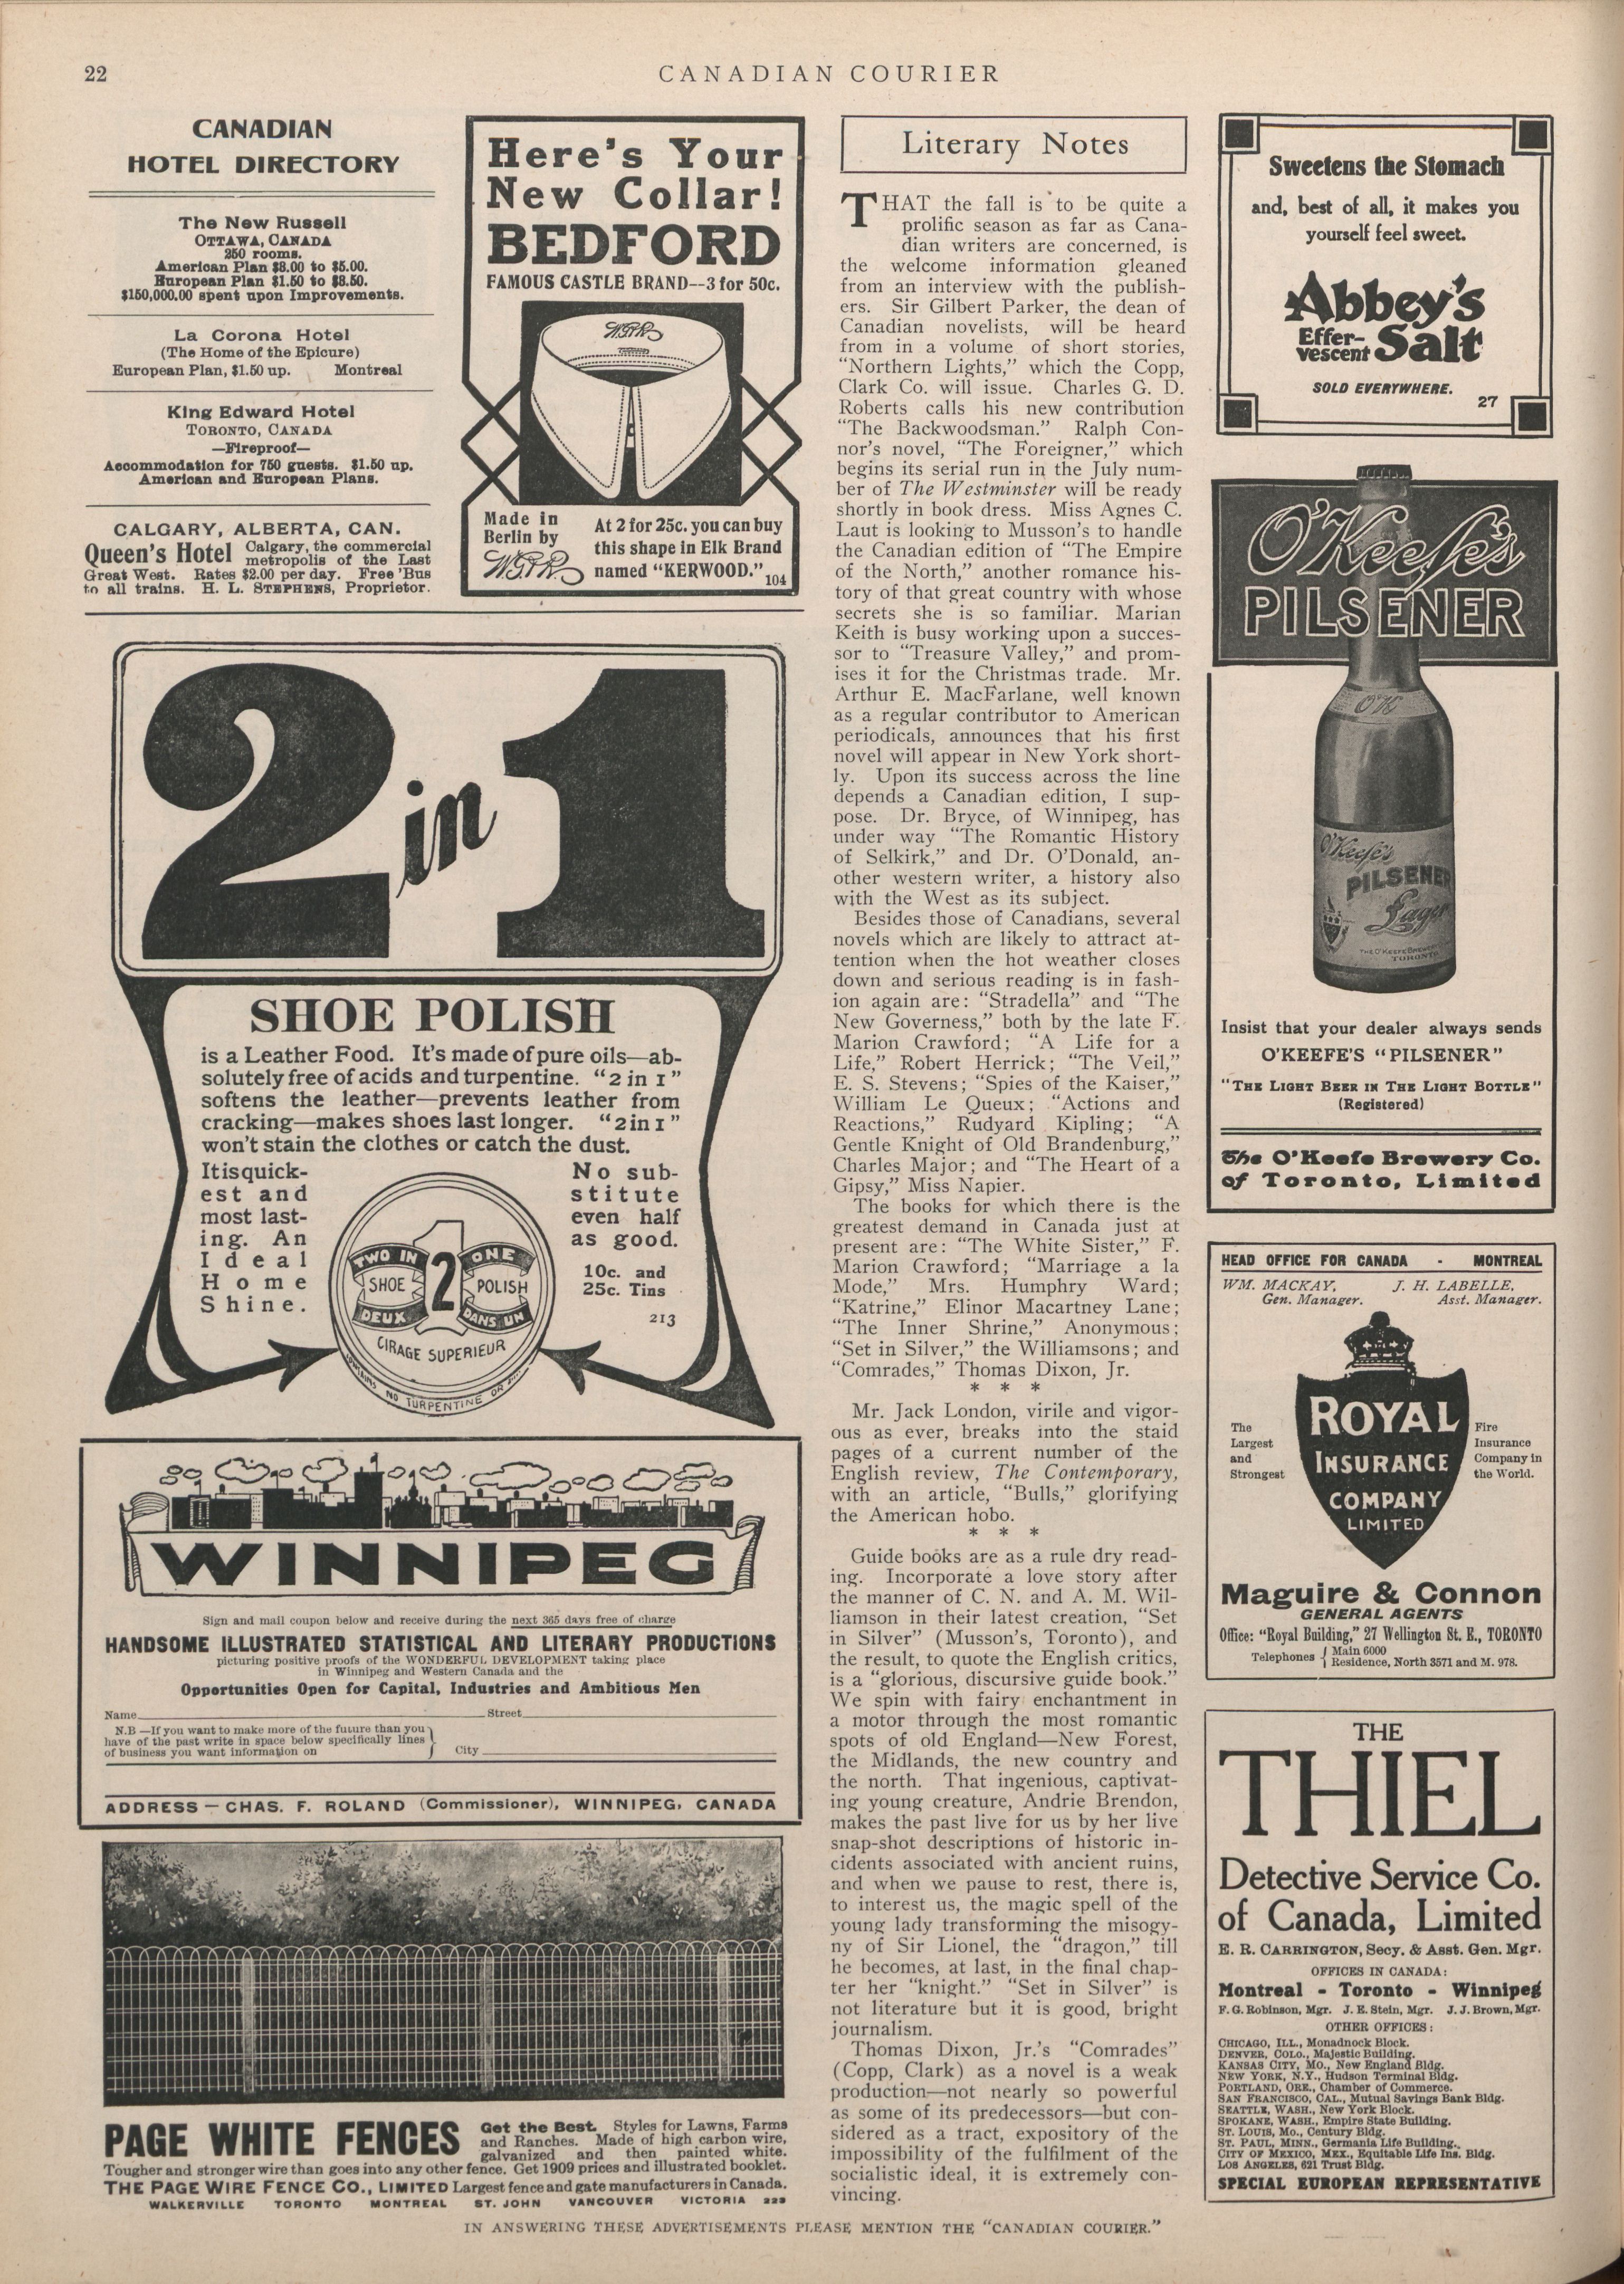 22
CANADIAN COURIER
CANADIAN
HOTEL DIRECTORY
The New Russell
OTTAWA, CANADA
250 rooms.
American Plan $3.00 to $5.00.
European Plan $1.50 to $3.50.
$150,000.00 spent upon Improvements.
La Corona Hotel
(The Home of the Epicure)
European Plan, $1.50 up. Montreal
King Edward Hotel
TORONTO, CANADA
—Fireproof—
Accommodation for 750 guests. $1.50 up.
American and European Plans.
CALGARY, ALBERTA, CAN.
Queen's Hotel Calgary, the commercial
metropolis of the Last
Great West. Rates $2.00 per day. Free 'Bus
to all trains. H. L. STEPHENS, Proprietor.
Here's Your
New Collar!
BEDFORD
FAMOUS CASTLE BRAND--3 for 50c.
W.G.&R.
Made in
Berlin by
W.G.&R.
At 2 for 25c. you can buy
this shape in Elk Brand
named "KERWOOD."
104
2 in 1
SHOE POLISH
is a Leather Food. It's made of pure oils—ab-
solutely free of acids and turpentine. "2 in 1"
softens the leather—prevents leather from
cracking—makes shoes last longer. "2 in 1"
won't stain the clothes or catch the dust.
It is quick-
est and
most last-
ing. An
Ideal
Home
Shine.
TWO IN ONE
1
2
SHOE POLISH
DEUX DANS UN
CIRAGE SUPERIEUR
CONTAINS NO TURPENTINE OR
No sub-
stitute
even half
as good.
10c. and
25c. Tins
213
WINNIPEG
Sign and mail coupon below and receive during the next 365 days free of charge
HANDSOME ILLUSTRATED STATISTICAL AND LITERARY PRODUCTIONS
picturing positive proofs of the WONDERFUL DEVELOPMENT taking place
in Winnipeg and Western Canada and the
Opportunities Open for Capital, Industries and Ambitious Men
Name Street
N.B —If you want to make more of the future than you
have of the past write in space below specifically lines
of business you want information on
City
ADDRESS — CHAS. F. ROLAND (Commissioner), WINNIPEG, CANADA
PAGE WHITE FENCES
Get the Best. Styles for Lawns, Farms
and Ranches. Made of high carbon wire,
galvanized and then painted white.
Tougher and stronger wire than goes into any other fence. Get 1909 prices and illustrated booklet.
THE PAGE WIRE FENCE CO., LIMITED Largest fence and gate manufacturers in Canada.
WALKERVILLE TORONTO MONTREAL ST. JOHN VANCOUVER VICTORIA
Literary Notes
THAT the fall is to be quite a
prolific season as far as Cana-
dian writers are concerned, is
the welcome information gleaned
from an interview with the publish-
ers. Sir Gilbert Parker, the dean of
Canadian novelists, will be heard
from in a volume of short stories,
"Northern Lights," which the Copp,
Clark Co. will issue. Charles G. D.
Roberts calls his new contribution
"The Backwoodsman." Ralph Con-
nor's novel, "The Foreigner," which
begins its serial run in the July num-
ber of The Westminster will be ready
shortly in book dress. Miss Agnes C.
Laut is looking to Musson's to handle
the Canadian edition of "The Empire
of the North," another romance his-
tory of that great country with whose
secrets she is so familiar. Marian
Keith is busy working upon a succes-
sor to "Treasure Valley," and prom-
ises it for the Christmas trade. Mr.
Arthur E. MacFarlane, well known
as a regular contributor to American
periodicals, announces that his first
novel will appear in New York short-
ly. Upon its success across the line
depends a Canadian edition, I sup-
pose. Dr. Bryce, of Winnipeg, has
under way "The Romantic History
of Selkirk," and Dr. O'Donald, an-
other western writer, a history also
with the West as its subject.
Besides those of Canadians, several
novels which are likely to attract at-
tention when the hot weather closes
down and serious reading is in fash-
ion again are: "Stradella" and "The
New Governess," both by the late F.
Marion Crawford; "A Life for a
Life," Robert Herrick; "The Veil,"
E. S. Stevens; "Spies of the Kaiser,"
William Le Queux; "Actions and
Reactions," Rudyard Kipling; "A
Gentle Knight of Old Brandenburg,"
Charles Major; and "The Heart of a
Gipsy," Miss Napier.
The books for which there is the
greatest demand in Canada just at
present are: "The White Sister," F.
Marion Crawford; "Marriage a la
Mode," Mrs. Humphry Ward;
"Katrine," Elinor Macartney Lane;
"The Inner Shrine," Anonymous;
"Set in Silver," the Williamsons; and
"Comrades," Thomas Dixon, Jr.
* * *
Mr. Jack London, virile and vigor-
ous as ever, breaks into the staid
pages of a current number of the
English review, The Contemporary,
with an article, "Bulls," glorifying
the American hobo.
* * *
Guide books are as a rule dry read-
ing. Incorporate a love story after
the manner of C. N. and A. M. Wil-
liamson in their latest creation, "Set
in Silver" (Musson's, Toronto), and
the result, to quote the English critics,
is a "glorious, discursive guide book."
We spin with fairy enchantment in
a motor through the most romantic
spots of old England—New Forest,
the Midlands, the new country and
the north. That ingenious, captivat-
ing young creature, Andrie Brendon,
makes the past live for us by her live
snap-shot descriptions of historic in-
cidents associated with ancient ruins,
and when we pause to rest, there is,
to interest us, the magic spell of the
young lady transforming the misogy-
ny of Sir Lionel, the "dragon," till
he becomes, at last, in the final chap-
ter her "knight." "Set in Silver" is
not literature but it is good, bright
journalism.
Thomas Dixon, Jr.'s "Comrades"
(Copp, Clark) as a novel is a weak
production—not nearly so powerful
as some of its predecessors—but con-
sidered as a tract, expository of the
impossibility of the fulfilment of the
socialistic ideal, it is extremely con-
vincing.
Sweetens the Stomach
and, best of all, it makes you
yourself feel sweet.
Abbey's
Effer-
vescent Salt
SOLD EVERYWHERE.
27
O'Keefe's
PILSENER
O'K
O'Keefe's
PILSENER
Lager
THE O'KEEFE BREWERY
TORONTO
Insist that your dealer always sends
O'KEEFE'S "PILSENER"
"THE LIGHT BEER IN THE LIGHT BOTTLE"
(Registered)
The O'Keefe Brewery Co.
of Toronto, Limited
HEAD OFFICE FOR CANADA - MONTREAL
WM. MACKAY, J. H. LABELLE,
Gen. Manager. Asst. Manager.
The
Largest
and
Strongest
ROYAL
INSURANCE
COMPANY
LIMITED
Fire
Insurance
Company in
the World.
Maguire & Connon
GENERAL AGENTS
Office: "Royal Building," 27 Wellington St. E., TORONTO
Telephones { Main 6000
Residence, North 3571 and M. 978.
THE
THIEL
Detective Service Co.
of Canada, Limited
E. R. CARRINGTON, Secy. & Asst. Gen. Mgr.
OFFICES IN CANADA:
Montreal - Toronto - Winnipeg
F. G. Robinson, Mgr. J. E. Stein, Mgr. J. J. Brown, Mgr.
OTHER OFFICES:
CHICAGO, ILL., Monadnock Block.
DENVER, COLO., Majestic Building.
KANSAS CITY, MO., New England Bldg.
NEW YORK, N.Y., Hudson Terminal Bldg.
PORTLAND, ORE., Chamber of Commerce.
SAN FRANCISCO, CAL., Mutual Savings Bank Bldg.
SEATTLE, WASH., New York Block.
SPOKANE, WASH., Empire State Building.
ST. LOUIS, MO., Century Bldg.
ST. PAUL, MINN., Germania Life Building.
CITY OF MEXICO, MEX., Equitable Life Ins. Bldg.
LOS ANGELES, 621 Trust Bldg.
SPECIAL EUROPEAN REPRESENTATIVE
IN ANSWERING THESE ADVERTISEMENTS PLEASE MENTION THE "CANADIAN COURIER."